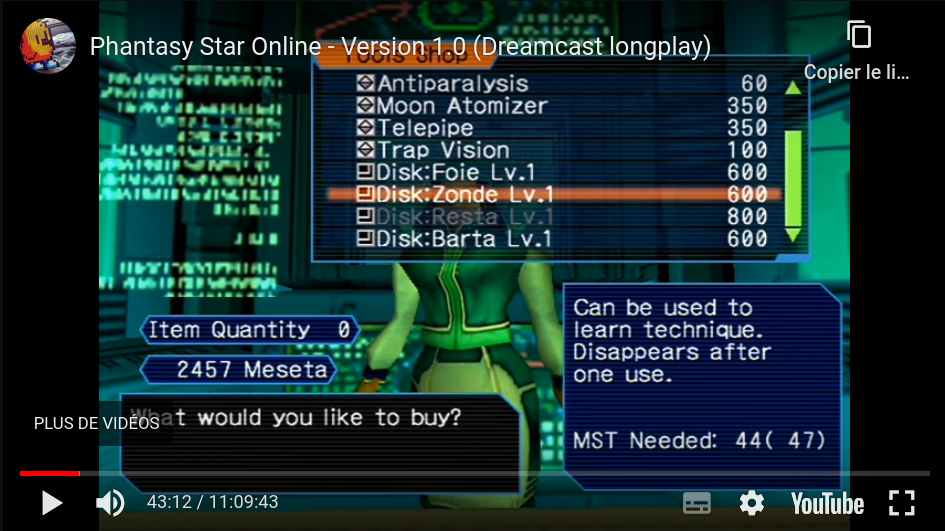 Phantasy Star Online - Version 1.0 (Dreamcast longplay)
Copier le li...
Tools Shop
Antiparalysis 60
Moon Atomizer 350
Telepipe 350
Trap Vision 100
Disk:Foie Lv.1 600
Disk:Zonde Lv.1 600
Disk:Resta Lv.1 800
Disk:Barta Lv.1 600
Item Quantity 0
2457 Meseta
Can be used to
learn technique.
Disappears after
one use.
MST Needed: 44( 47)
What would you like to buy?
PLUS DE VIDÉOS
43:12 / 11:09:43
YouTube